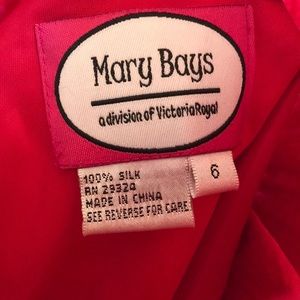 Mary Bays
a division of Victoria Royal
100% SILK
RN 29324
MADE IN CHINA
SEE REVERSE FOR CARE
6